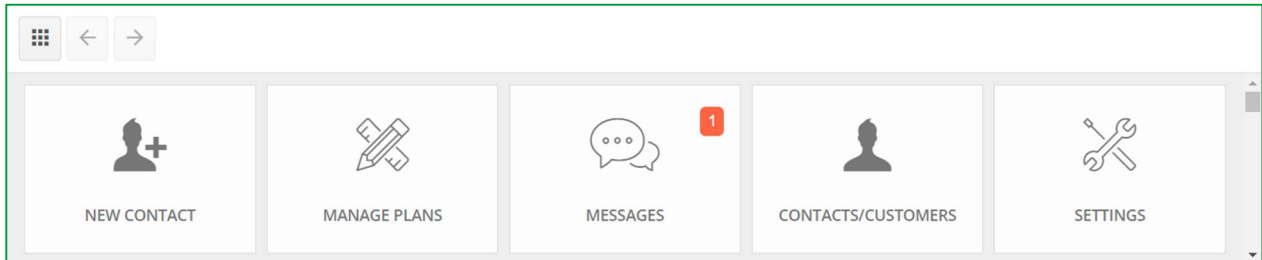 1
NEW CONTACT
MANAGE PLANS
MESSAGES
CONTACTS/CUSTOMERS
SETTINGS